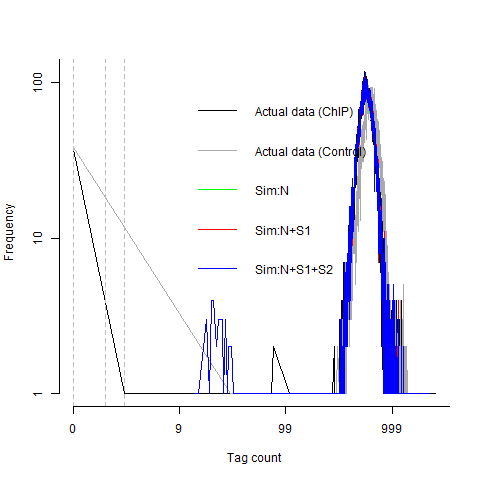 100
10
1
Frequency
Actual data (ChIP)
Actual data (Control)
Sim:N
Sim:N+S1
Sim:N+S1+S2
0
9
99
999
Tag count